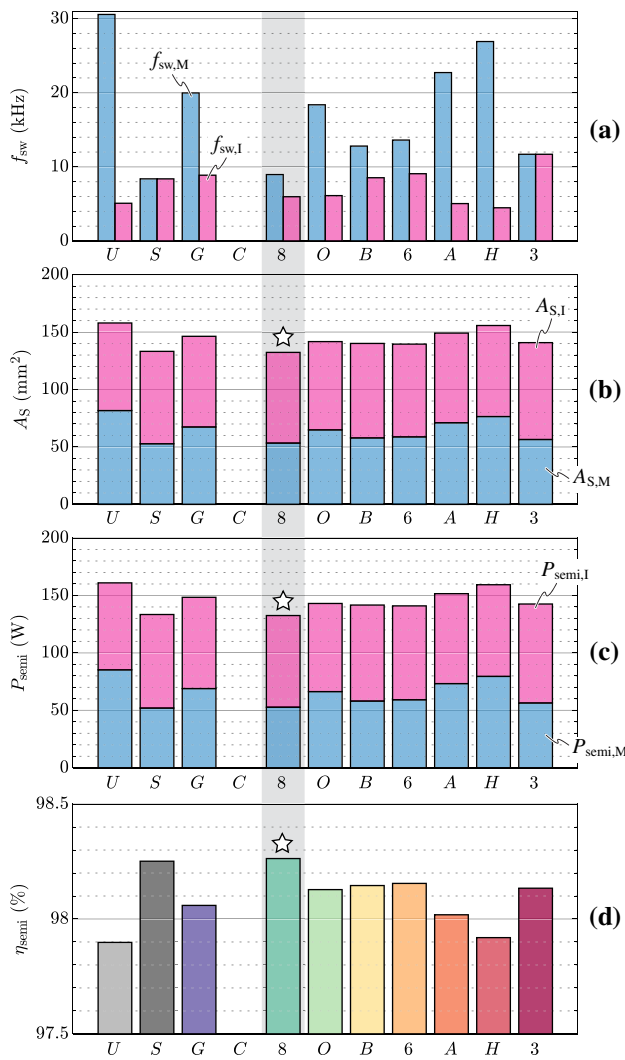 30
20
10
0
f_sw (kHz)
f_sw,M
f_sw,I
(a)
U S G C 8 O B 6 A H 3
200
150
100
50
0
A_S (mm²)
A_S,I
A_S,M
(b)
U S G C 8 O B 6 A H 3
200
150
100
50
0
P_semi (W)
P_semi,I
P_semi,M
(c)
U S G C 8 O B 6 A H 3
98.5
98
97.5
η_semi (%)
(d)
U S G C 8 O B 6 A H 3